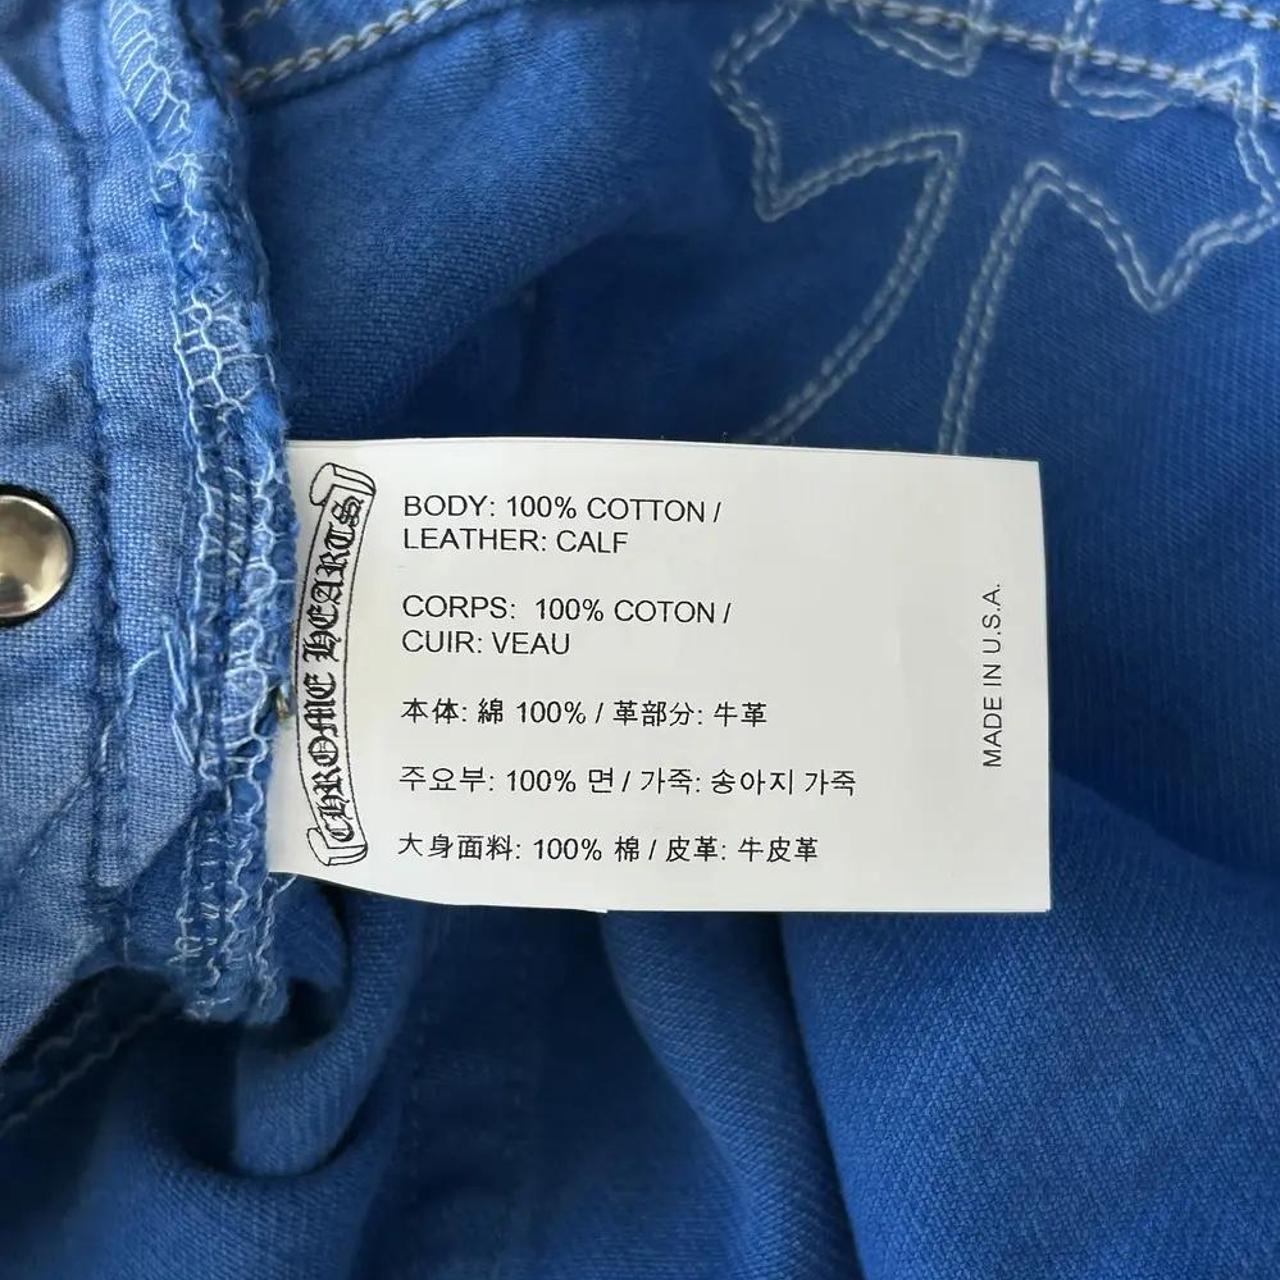 CHROME HEARTS
BODY: 100% COTTON /
LEATHER: CALF
CORPS: 100% COTON /
CUIR: VEAU
本体: 綿 100% / 革部分: 牛革
주요부: 100% 면 / 가죽: 송아지 가죽
大身面料: 100% 棉 / 皮革: 牛皮革
MADE IN U.S.A.